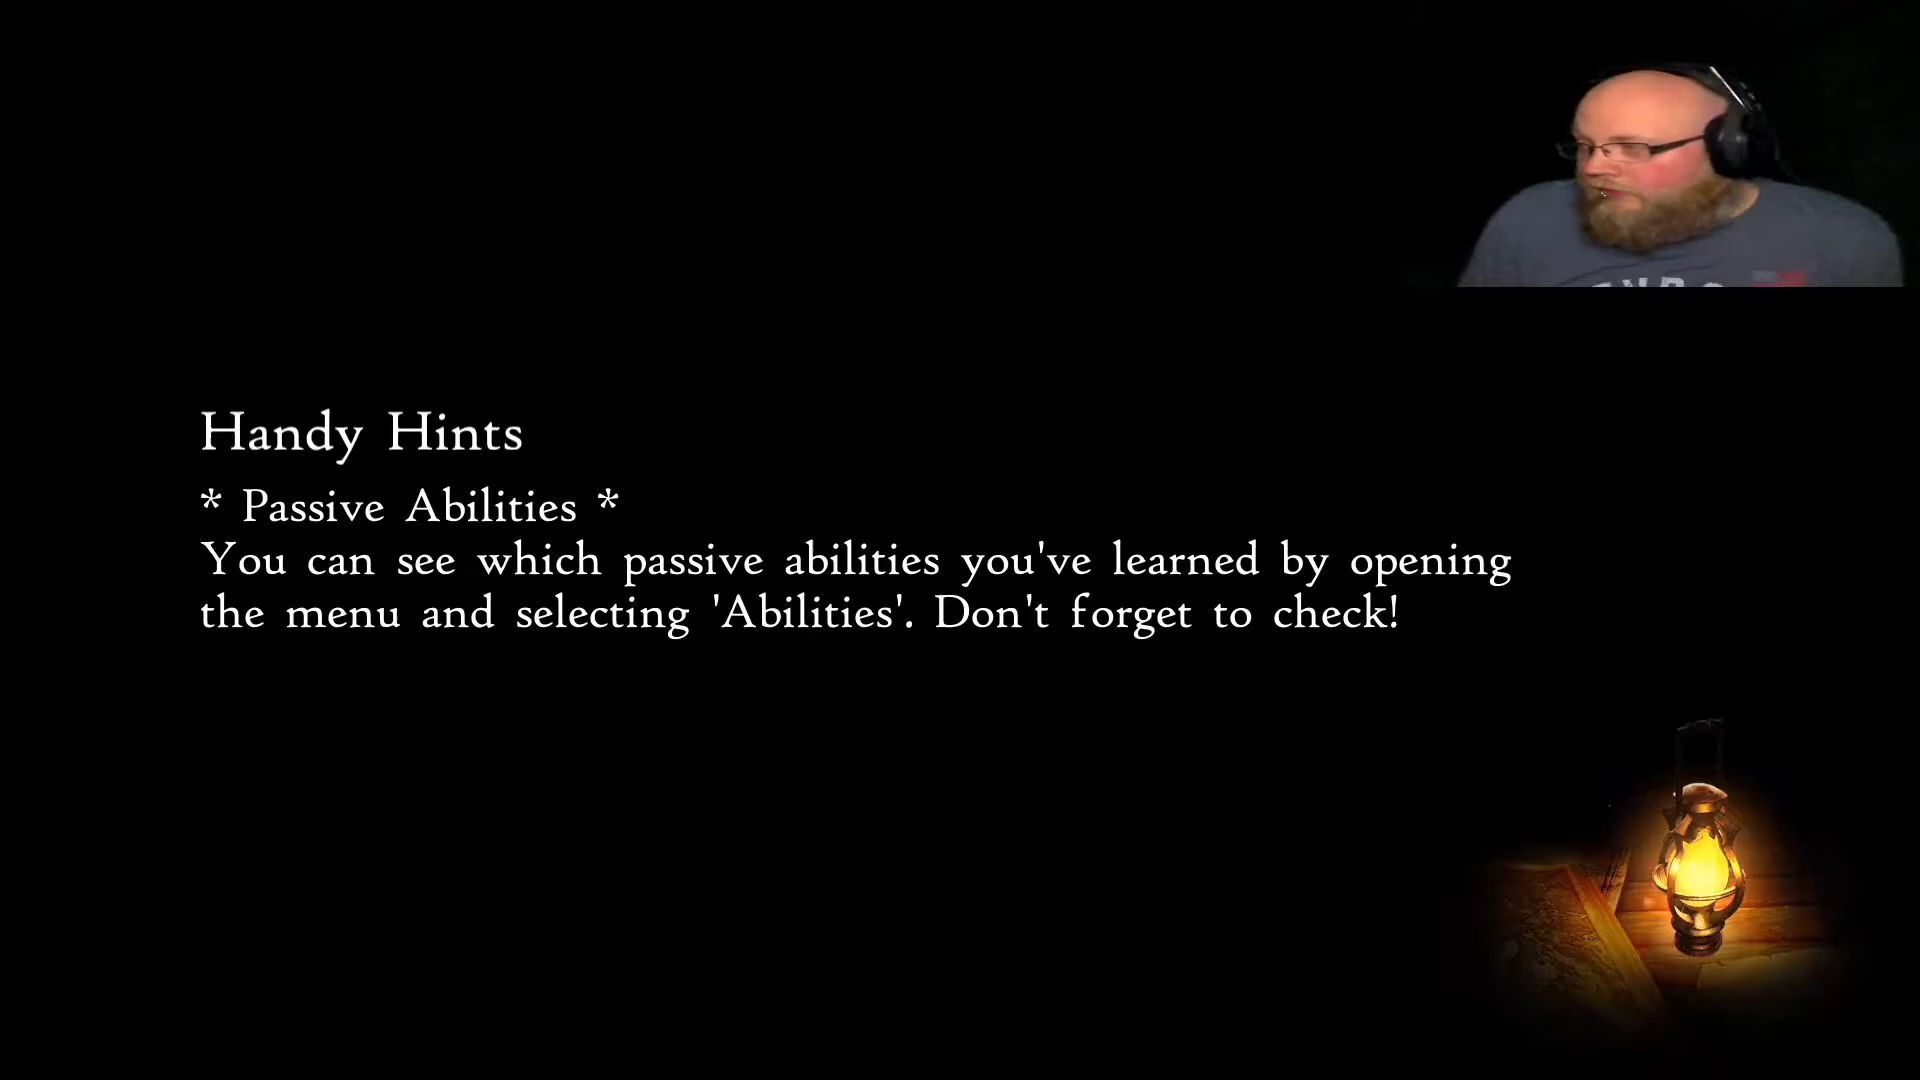 Handy Hints
* Passive Abilities *
You can see which passive abilities you've learned by opening
the menu and selecting 'Abilities'. Don't forget to check!